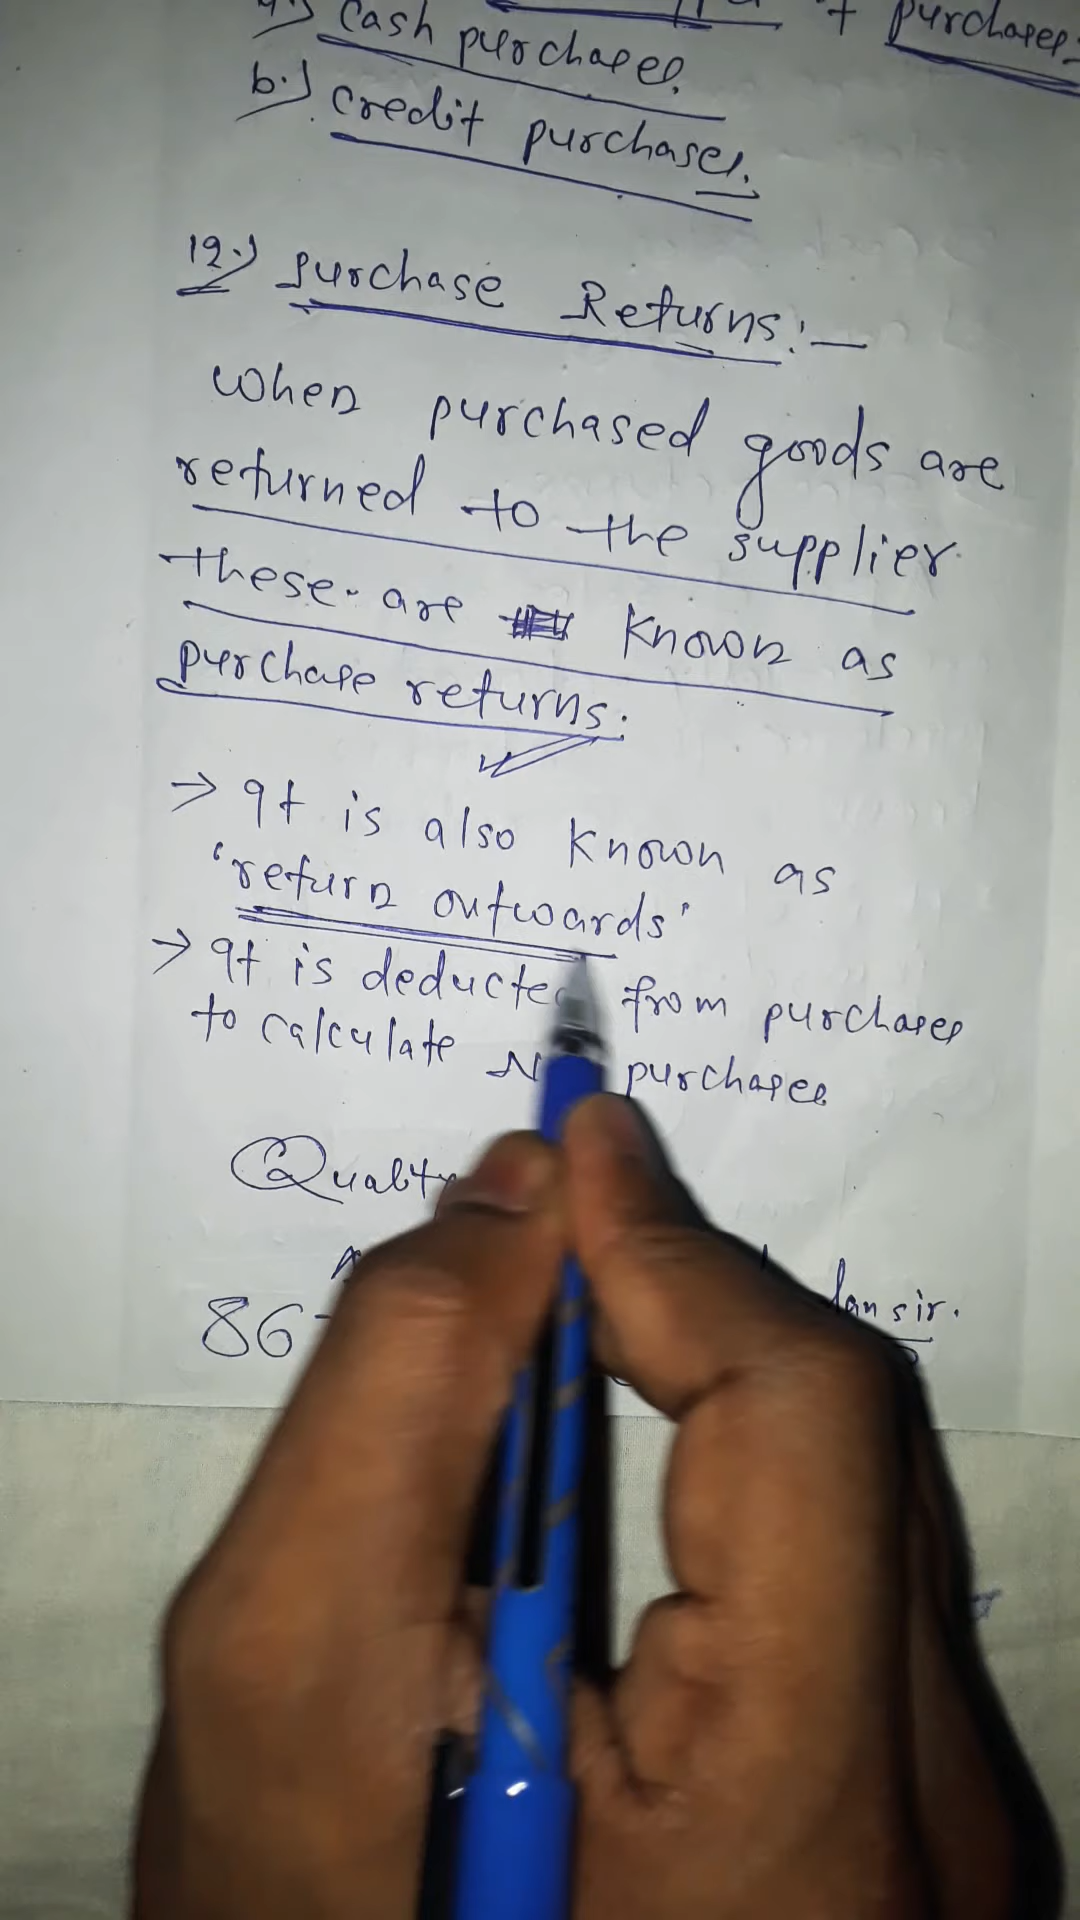 a.) Cash purchases.
+ purchases
b.) credit purchases.
12.) Purchase Returns:-
when purchased goods are
returned to the supplier
these are known as
purchase returns.
→ It is also known as
'return outwards'
→ It is deducted from purchases
to calculate purchases
86
sir.